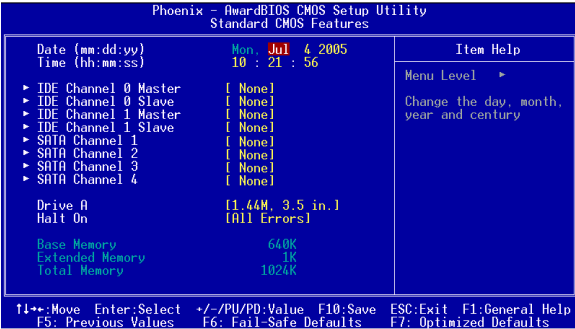 Phoenix - AwardBIOS CMOS Setup Utility
Standard CMOS Features
Date (mm:dd:yy) Mon, Jul 4 2005
Time (hh:mm:ss) 10 : 21 : 56
► IDE Channel 0 Master [ None]
► IDE Channel 0 Slave [ None]
► IDE Channel 1 Master [ None]
► IDE Channel 1 Slave [ None]
► SATA Channel 1 [ None]
► SATA Channel 2 [ None]
► SATA Channel 3 [ None]
► SATA Channel 4 [ None]
Drive A [1.44M, 3.5 in.]
Halt On [All Errors]
Base Memory 640K
Extended Memory 1K
Total Memory 1024K
Item Help
Menu Level ►
Change the day, month,
year and century
↑↓→←:Move Enter:Select +/-/PU/PD:Value F10:Save ESC:Exit F1:General Help
F5: Previous Values F6: Fail-Safe Defaults F7: Optimized Defaults